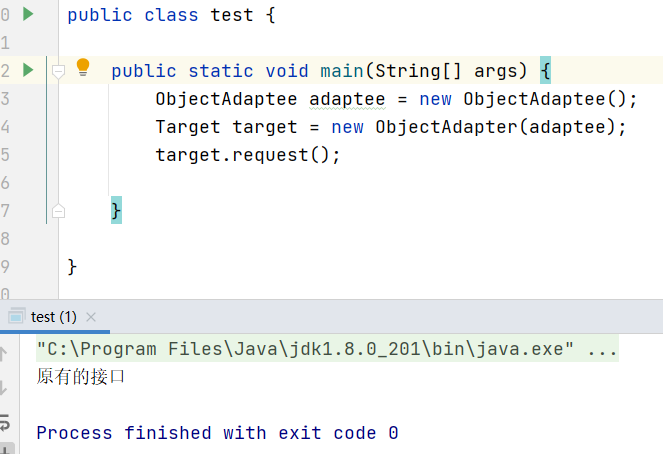 0 public class test {
1
2 public static void main(String[] args) {
3 ObjectAdaptee adaptee = new ObjectAdaptee();
4 Target target = new ObjectAdapter(adaptee);
5 target.request();
6
7 }
8
9 }
0
test (1) ×
"C:\Program Files\Java\jdk1.8.0_201\bin\java.exe" ...
原有的接口
Process finished with exit code 0